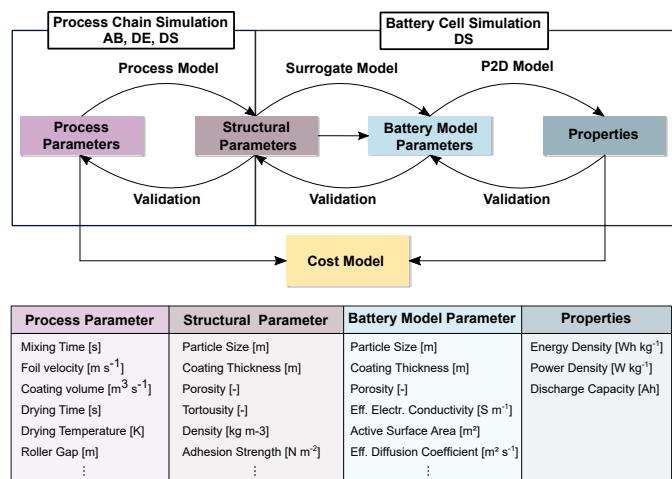 Process Chain Simulation
AB, DE, DS
Battery Cell Simulation
DS
Process Model
Surrogate Model
P2D Model
Process
Parameters
Structural
Parameters
Battery Model
Parameters
Properties
Validation
Validation
Validation
Cost Model
Process Parameter
Mixing Time [s]
Foil velocity [m s⁻¹]
Coating volume [m³ s⁻¹]
Drying Time [s]
Drying Temperature [K]
Roller Gap [m]
⋮
Structural Parameter
Particle Size [m]
Coating Thickness [m]
Porosity [-]
Tortousity [-]
Density [kg m-3]
Adhesion Strength [N m⁻²]
⋮
Battery Model Parameter
Particle Size [m]
Coating Thickness [m]
Porosity [-]
Eff. Electr. Conductivity [S m⁻¹]
Active Surface Area [m²]
Eff. Diffusion Coefficient [m² s⁻¹]
⋮
Properties
Energy Density [Wh kg⁻¹]
Power Density [W kg⁻¹]
Discharge Capacity [Ah]